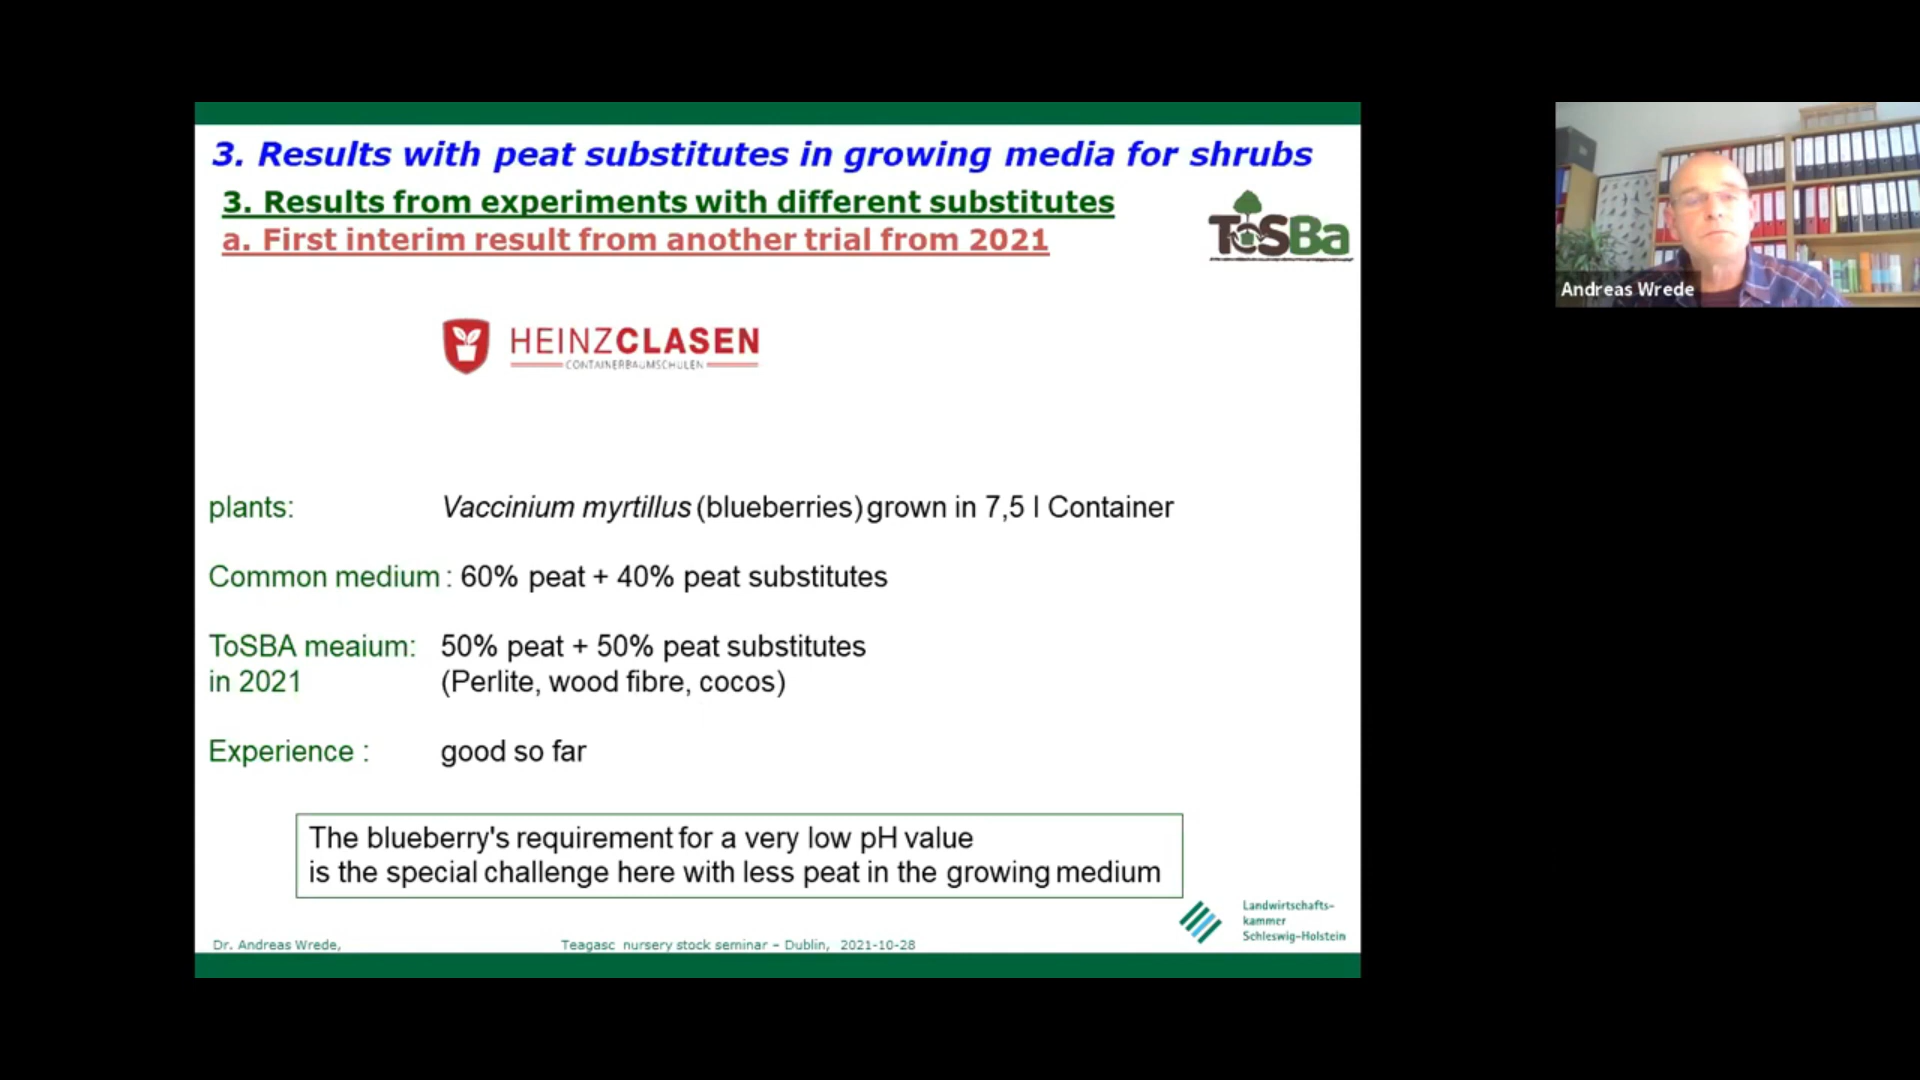 3. Results with peat substitutes in growing media for shrubs
3. Results from experiments with different substitutes
a. First interim result from another trial from 2021
ToSBa
HEINZCLASEN
CONTAINERBAUMSCHULEN
plants: Vaccinium myrtillus (blueberries) grown in 7,5 l Container
Common medium : 60% peat + 40% peat substitutes
ToSBA meaium: 50% peat + 50% peat substitutes
in 2021 (Perlite, wood fibre, cocos)
Experience : good so far
The blueberry's requirement for a very low pH value
is the special challenge here with less peat in the growing medium
Landwirtschafts-
kammer
Schleswig-Holstein
Dr. Andreas Wrede, Teagasc nursery stock seminar – Dublin, 2021-10-28
Andreas Wrede